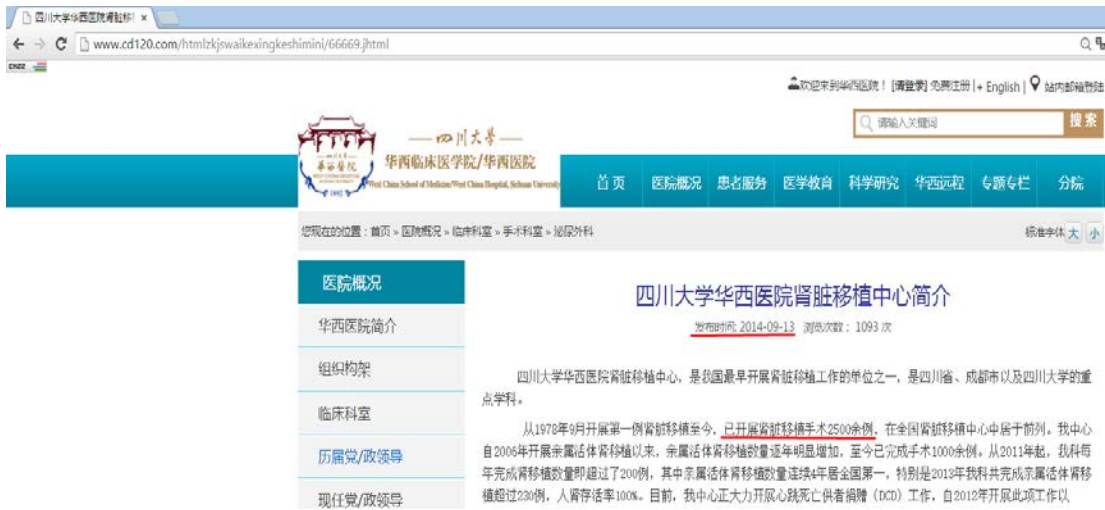 四川大学华西医院肾脏移 ×
www.cd120.com/htmlzkjswaikexingkeshimini/66669.jhtml
欢迎来到华西医院！ [请登录] 免费注册 |+ English | 站内邮箱登陆
请输入关键词 搜索
四川大学
华西临床医学院/华西医院
West China School of Medicine/West China Hospital, Sichuan University
首页 医院概况 患者服务 医学教育 科学研究 华西远程 专题专栏 分院
您现在的位置：首页 » 医院概况 » 临床科室 » 手术科室 » 泌尿外科 标准字体 大 小
医院概况
华西医院简介
组织构架
临床科室
历届党/政领导
现任党/政领导
四川大学华西医院肾脏移植中心简介
发布时间: 2014-09-13 浏览次数： 1093 次
四川大学华西医院肾脏移植中心，是我国最早开展肾脏移植工作的单位之一，是四川省、成都市以及四川大学的重
点学科。
从1978年9月开展第一例肾脏移植至今，已开展肾脏移植手术2500余例，在全国肾脏移植中心中居于前列。我中心
自2006年开展亲属活体肾移植以来，亲属活体肾移植数量逐年明显增加，至今已完成手术1000余例。从2011年起，我科每
年完成肾移植数量即超过了200例，其中亲属活体肾移植数量连续4年居全国第一，特别是2013年我科共完成亲属活体肾移
植超过230例，人肾存活率100%。目前，我中心正大力开展心跳死亡供者捐赠（DCD）工作，自2012年开展此项工作以